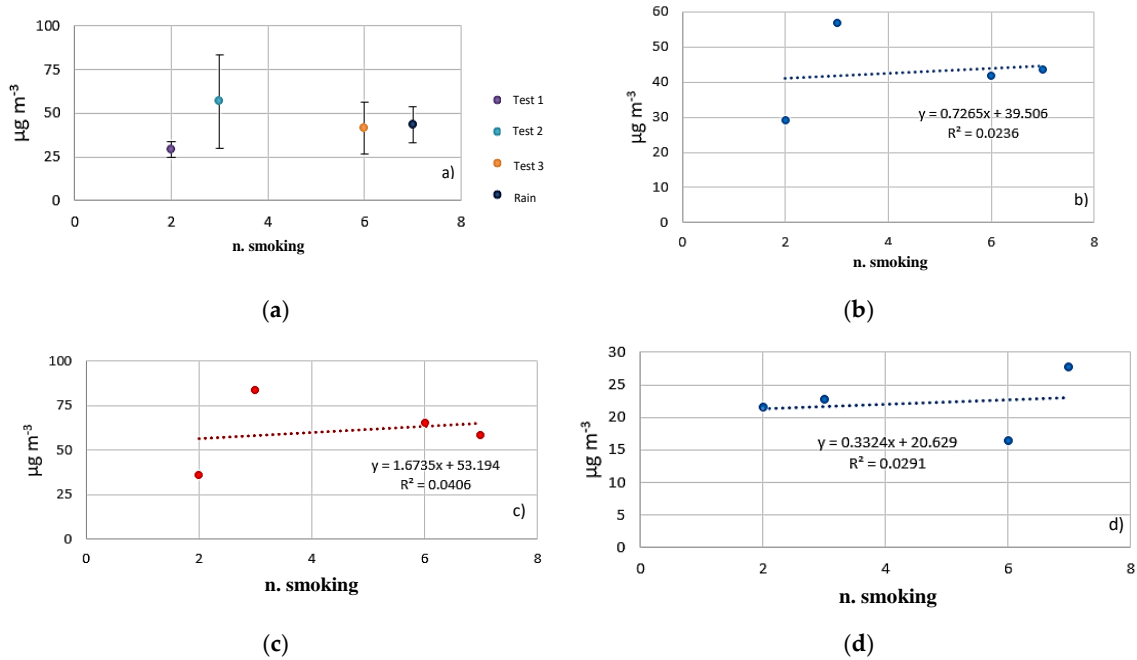 100
75
50
25
0
µg m⁻³
0 2 4 6 8
n. smoking
a)
Test 1
Test 2
Test 3
Rain
(a)
60
50
40
30
20
10
0
µg m⁻³
y = 0.7265x + 39.506
R² = 0.0236
b)
0 2 4 6 8
n. smoking
(b)
100
75
50
25
0
µg m⁻³
y = 1.6735x + 53.194
R² = 0.0406
c)
0 2 4 6 8
n. smoking
(c)
30
25
20
15
10
5
0
µg m⁻³
y = 0.3324x + 20.629
R² = 0.0291
d)
0 2 4 6 8
n. smoking
(d)